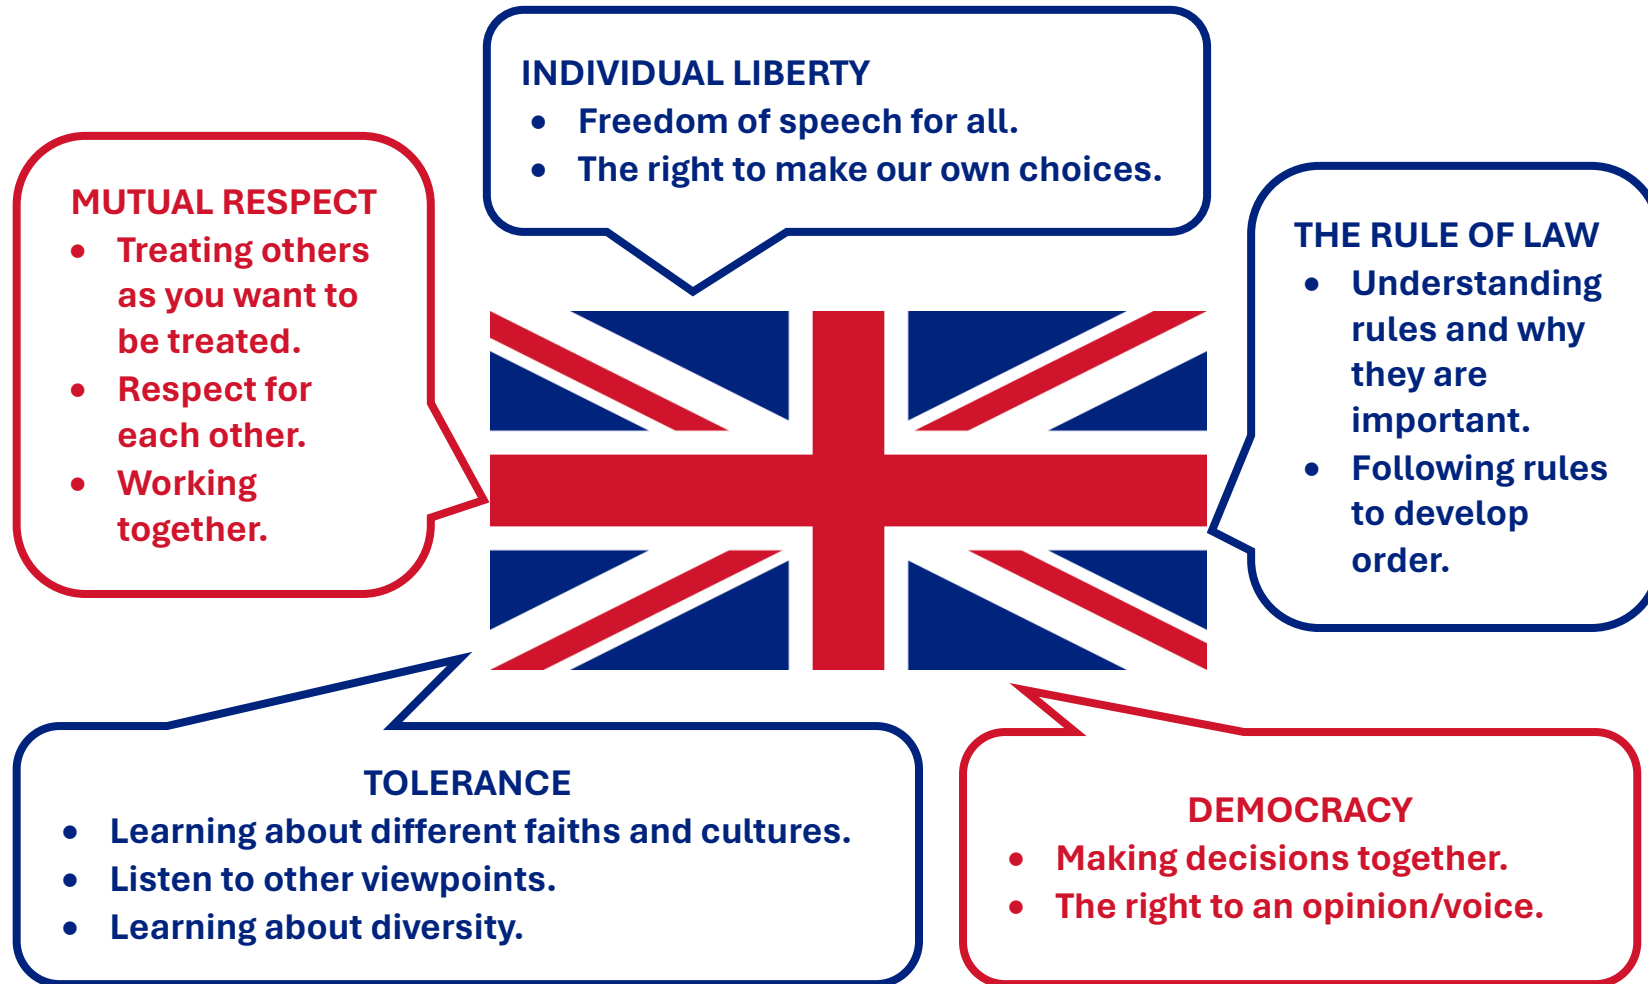 INDIVIDUAL LIBERTY
• Freedom of speech for all.
• The right to make our own choices.
MUTUAL RESPECT
• Treating others
as you want to
be treated.
• Respect for
each other.
• Working
together.
THE RULE OF LAW
• Understanding
rules and why
they are
important.
• Following rules
to develop
order.
TOLERANCE
• Learning about different faiths and cultures.
• Listen to other viewpoints.
• Learning about diversity.
DEMOCRACY
• Making decisions together.
• The right to an opinion/voice.